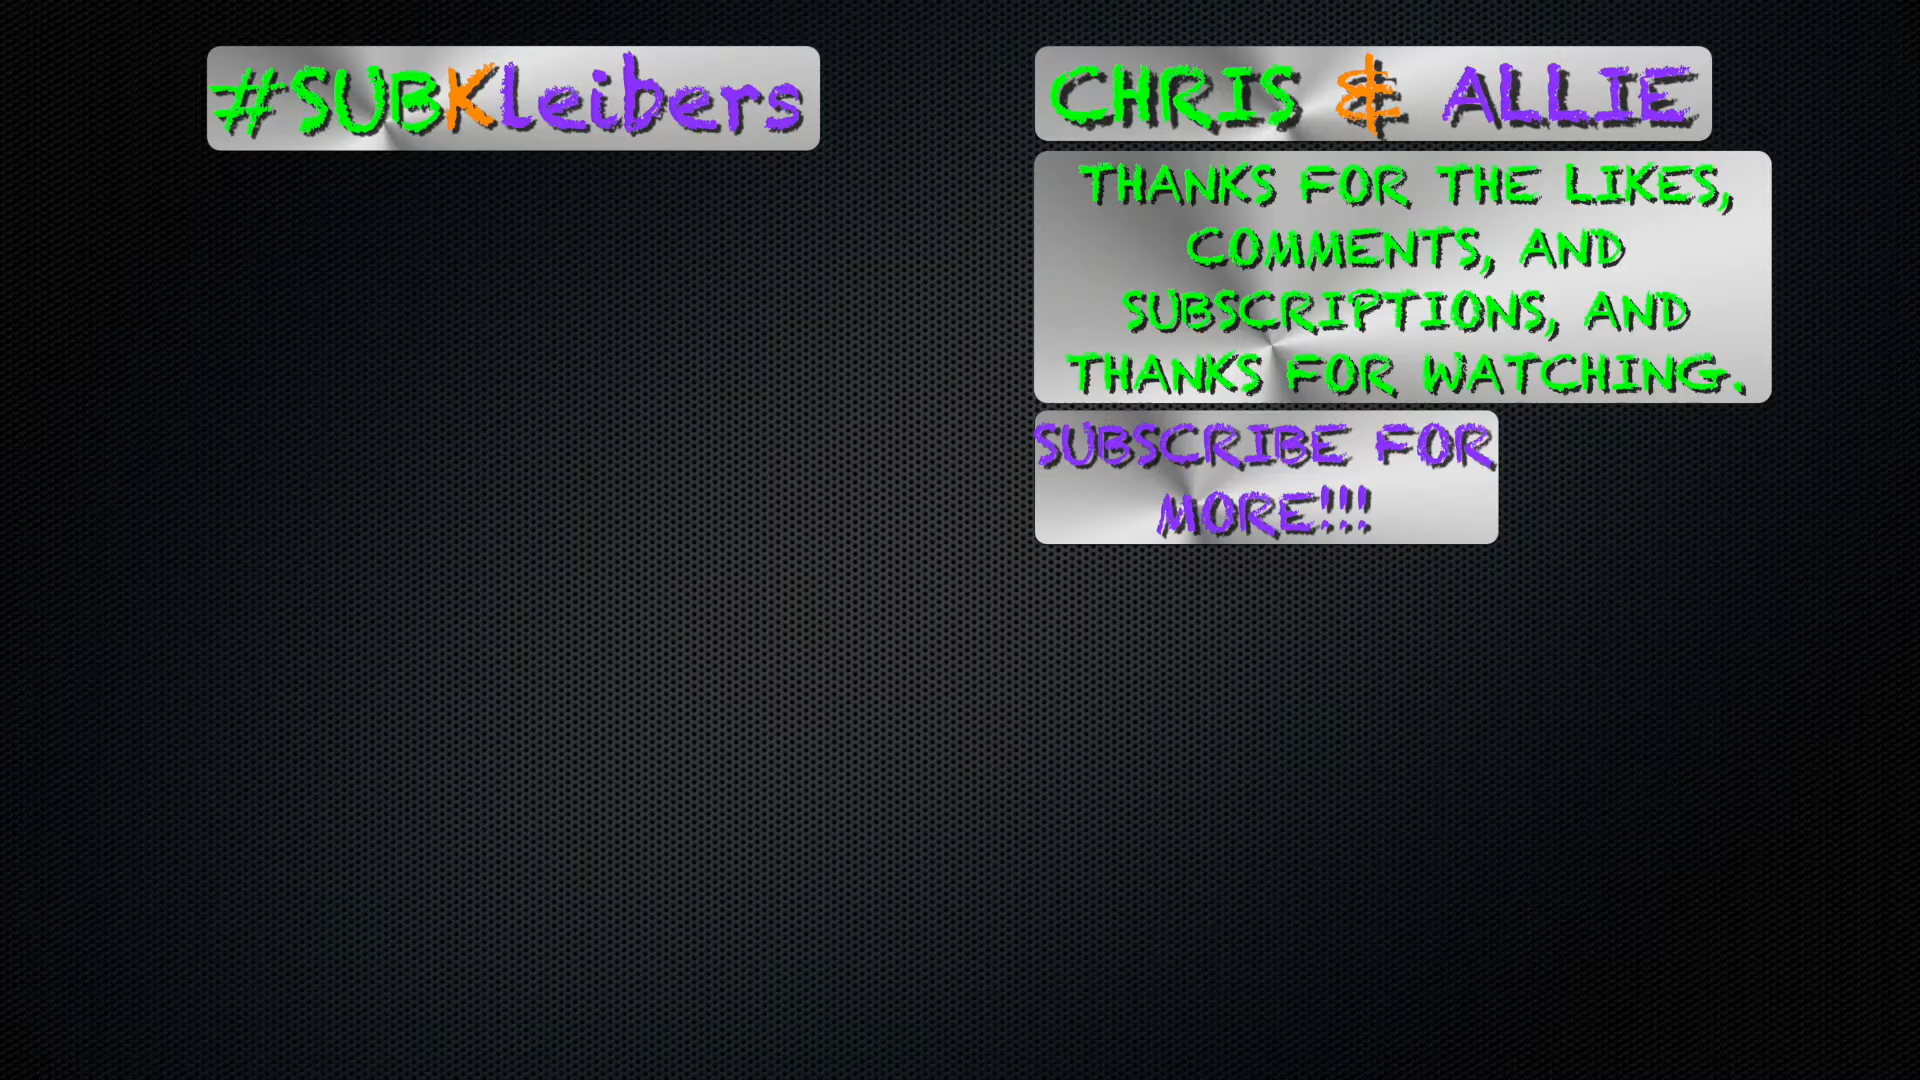 #SUBKleibers
CHRIS & ALLIE
THANKS FOR THE LIKES,
COMMENTS, AND
SUBSCRIPTIONS, AND
THANKS FOR WATCHING.
SUBSCRIBE FOR
MORE!!!